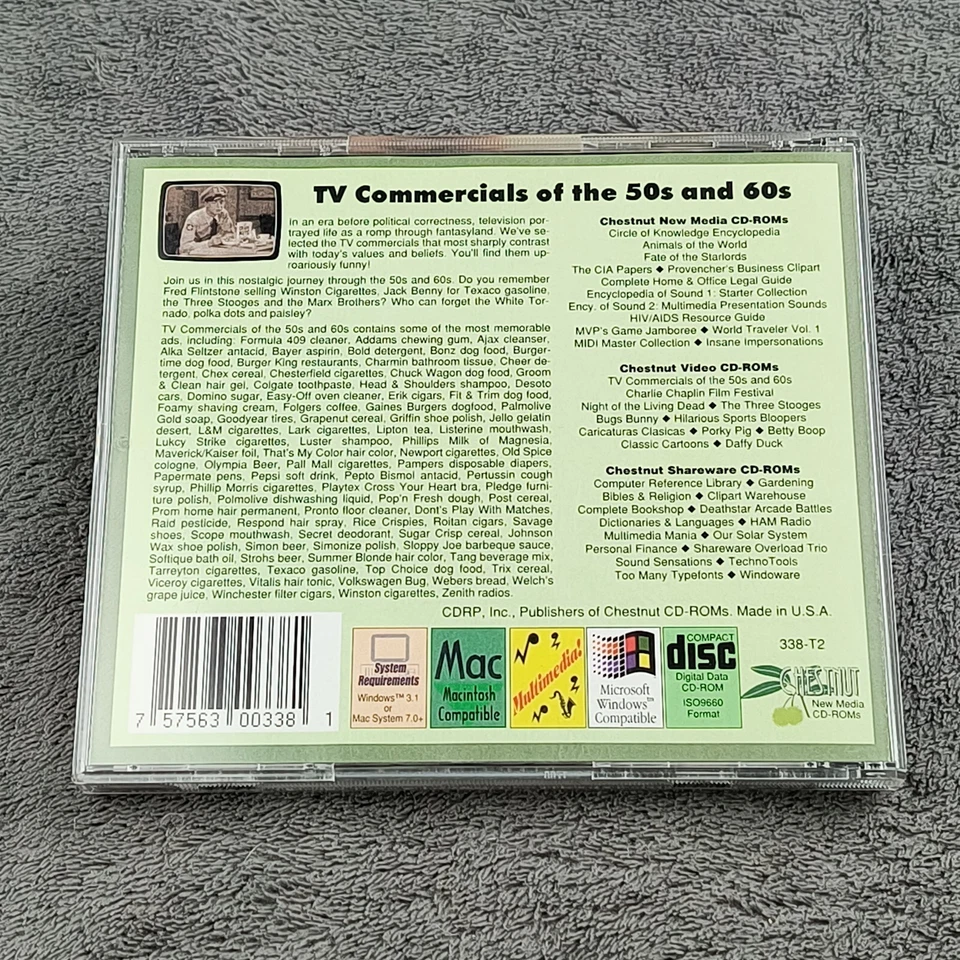 TV Commercials of the 50s and 60s
In an era before political correctness, television por-
trayed life as a romp through fantasyland. We've se-
lected the TV commercials that most sharply contrast
with today's values and beliefs. You'll find them up-
roariously funny!
Join us in this nostalgic journey through the 50s and 60s. Do you remember
Fred Flintstone selling Winston Cigarettes, Jack Benny for Texaco gasoline,
the Three Stooges and the Marx Brothers? Who can forget the White Tor-
nado, polka dots and paisley?
TV Commercials of the 50s and 60s contains some of the most memorable
ads, including: Formula 409 cleaner, Addams chewing gum, Ajax cleanser,
Alka Seltzer antacid, Bayer aspirin, Bold detergent, Bonz dog food, Burger-
time dog food, Burger King restaurants, Charmin bathroom tissue, Cheer de-
tergent, Chex cereal, Chesterfield cigarettes, Chuck Wagon dog food, Groom
& Clean hair gel, Colgate toothpaste, Head & Shoulders shampoo, Desoto
cars, Domino sugar, Easy-Off oven cleaner, Erik cigars, Fit & Trim dog food,
Foamy shaving cream, Folgers coffee, Gaines Burgers dogfood, Palmolive
Gold soap, Goodyear tires, Grapenut cereal, Griffin shoe polish, Jello gelatin
desert, L&M cigarettes, Lark cigarettes, Lipton tea, Listerine mouthwash,
Lukcy Strike cigarettes, Luster shampoo, Phillips Milk of Magnesia,
Maverick/Kaiser foil, That's My Color hair color, Newport cigarettes, Old Spice
cologne, Olympia Beer, Pall Mall cigarettes, Pampers disposable diapers,
Papermate pens, Pepsi soft drink, Pepto Bismol antacid, Pertussin cough
syrup, Phillip Morris cigarettes, Playtex Cross Your Heart bra, Pledge furni-
ture polish, Polmolive dishwashing liquid, Pop'n Fresh dough, Post cereal,
Prom home hair permanent, Pronto floor cleaner, Dont's Play With Matches,
Raid pesticide, Respond hair spray, Rice Crispies, Roitan cigars, Savage
shoes, Scope mouthwash, Secret deodorant, Sugar Crisp cereal, Johnson
Wax shoe polish, Simon beer, Simonize polish, Sloppy Joe barbeque sauce,
Softique bath oil, Strohs beer, Summer Blonde hair color, Tang beverage mix,
Tarreyton cigarettes, Texaco gasoline, Top Choice dog food, Trix cereal,
Viceroy cigarettes, Vitalis hair tonic, Volkswagen Bug, Webers bread, Welch's
grape juice, Winchester filter cigars, Winston cigarettes, Zenith radios.
Chestnut New Media CD-ROMs
Circle of Knowledge Encyclopedia
Animals of the World
Fate of the Starlords
The CIA Papers ◆ Provencher's Business Clipart
Complete Home & Office Legal Guide
Encyclopedia of Sound 1: Starter Collection
Ency. of Sound 2: Multimedia Presentation Sounds
HIV/AIDS Resource Guide
MVP's Game Jamboree ◆ World Traveler Vol. 1
MIDI Master Collection ◆ Insane Impersonations
Chestnut Video CD-ROMs
TV Commercials of the 50s and 60s
Charlie Chaplin Film Festival
Night of the Living Dead ◆ The Three Stooges
Bugs Bunny ◆ Hilarious Sports Bloopers
Caricaturas Clasicas ◆ Porky Pig ◆ Betty Boop
Classic Cartoons ◆ Daffy Duck
Chestnut Shareware CD-ROMs
Computer Reference Library ◆ Gardening
Bibles & Religion ◆ Clipart Warehouse
Complete Bookshop ◆ Deathstar Arcade Battles
Dictionaries & Languages ◆ HAM Radio
Multimedia Mania ◆ Our Solar System
Personal Finance ◆ Shareware Overload Trio
Sound Sensations ◆ TechnoTools
Too Many Typefonts ◆ Windoware
CDRP, Inc., Publishers of Chestnut CD-ROMs. Made in U.S.A.
7 57563 00338 1
System
Requirements
Windows™ 3.1
or
Mac System 7.0+
Mac
Macintosh
Compatible
Multimedia!
Microsoft
Windows™
Compatible
COMPACT
disc
Digital Data
CD-ROM
ISO9660
Format
338-T2
CHESTNUT
New Media
CD-ROMs